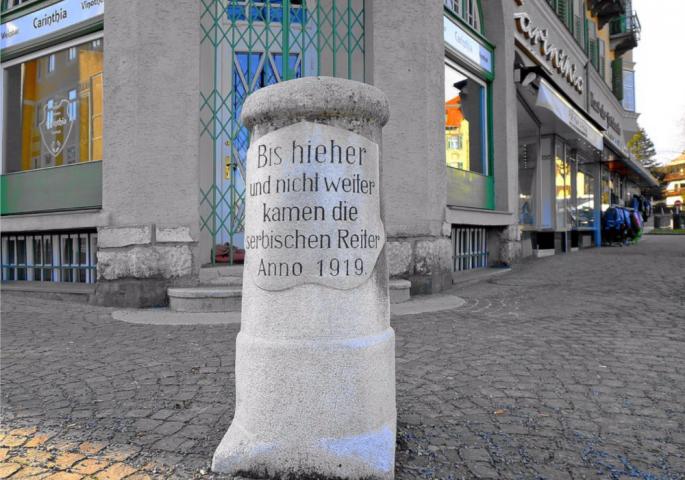 Carinthia
Bis hieher
und nicht weiter
kamen die
serbischen Reiter
Anno 1919.